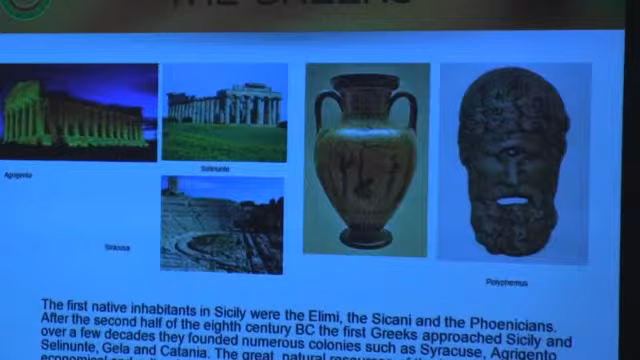 THE GREEKS
Agrigento
Selinunte
Siracusa
Polyphemus
The first native inhabitants in Sicily were the Elimi, the Sicani and the Phoenicians.
After the second half of the eighth century BC the first Greeks approached Sicily and
over a few decades they founded numerous colonies such as Syracuse, Agrigento
Selinunte, Gela and Catania. The great, natural